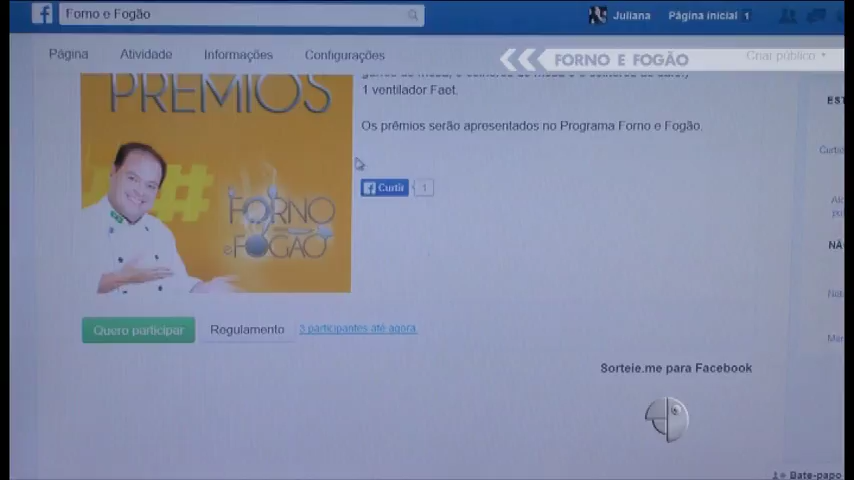 Forno e Fogão
Juliana
Página inicial 1
Página Atividade Informações Configurações
FORNO E FOGÃO
Criar público
PRÊMIOS
1 ventilador Faet.
Os prêmios serão apresentados no Programa Forno e Fogão.
Curtir 1
#
FORNO
& FOGÃO
Quero participar
Regulamento
3 participantes até agora.
Sorteie.me para Facebook
Bate-papo